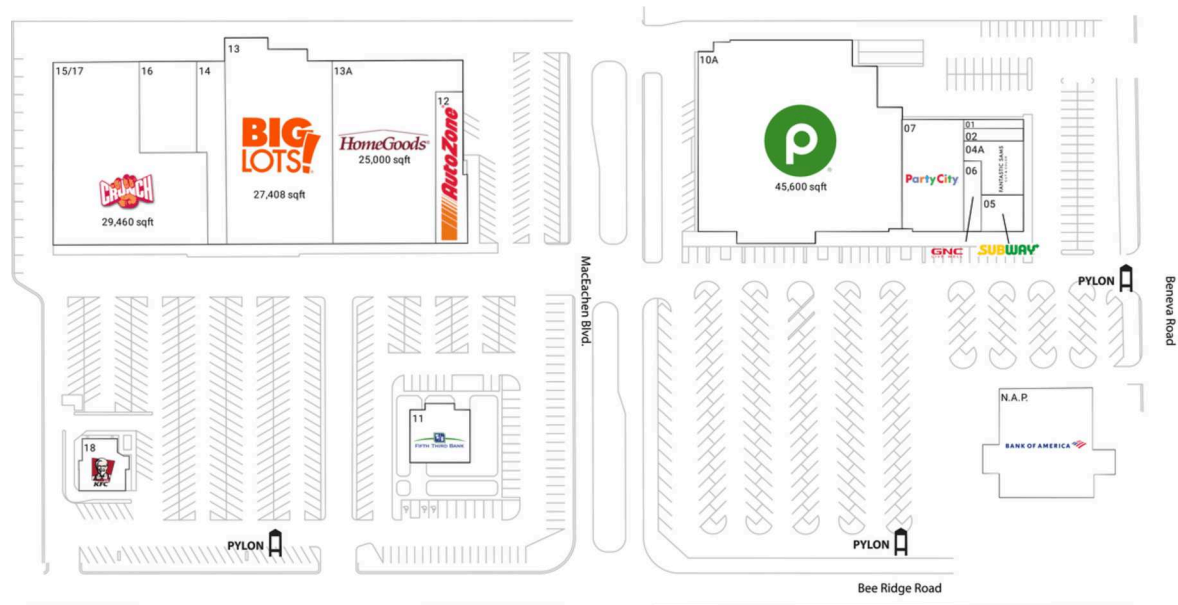 15/17
16
14
13
13A
12
BIG
LOTS!
27,408 sqft
HomeGoods
25,000 sqft
AutoZone
CRUNCH
29,460 sqft
10A
p
45,600 sqft
07
PartyCity
01
02
04A
06
FANTASTIC SAMS
05
GNC
SUBWAY
MacEachen Blvd.
PYLON
Beneva Road
11
FIFTH THIRD BANK
18
KFC
N.A.P.
BANK OF AMERICA
PYLON
PYLON
Bee Ridge Road